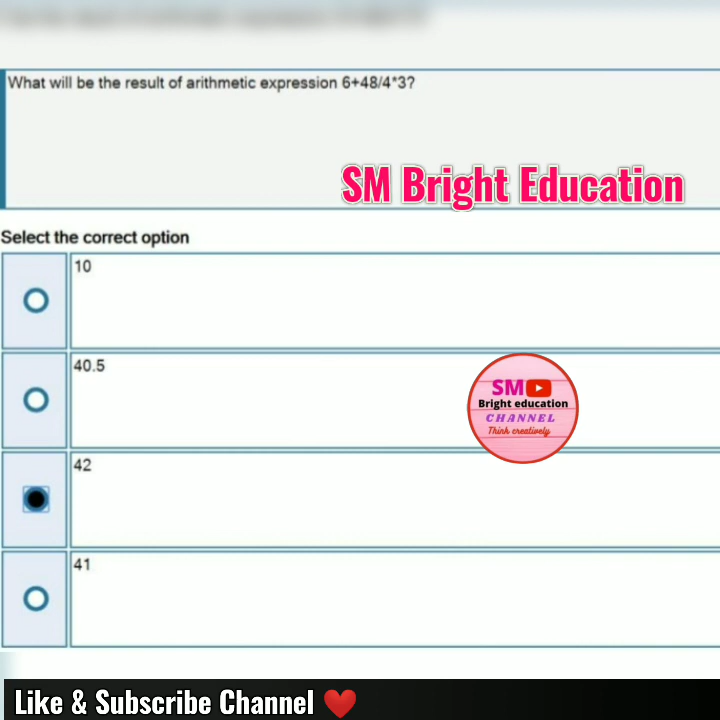 What will be the result of arithmetic expression 6+48/4*3?
SM Bright Education
Select the correct option
10
40.5
SM
Bright education
CHANNEL
Think creatively
42
41
Like & Subscribe Channel ❤️